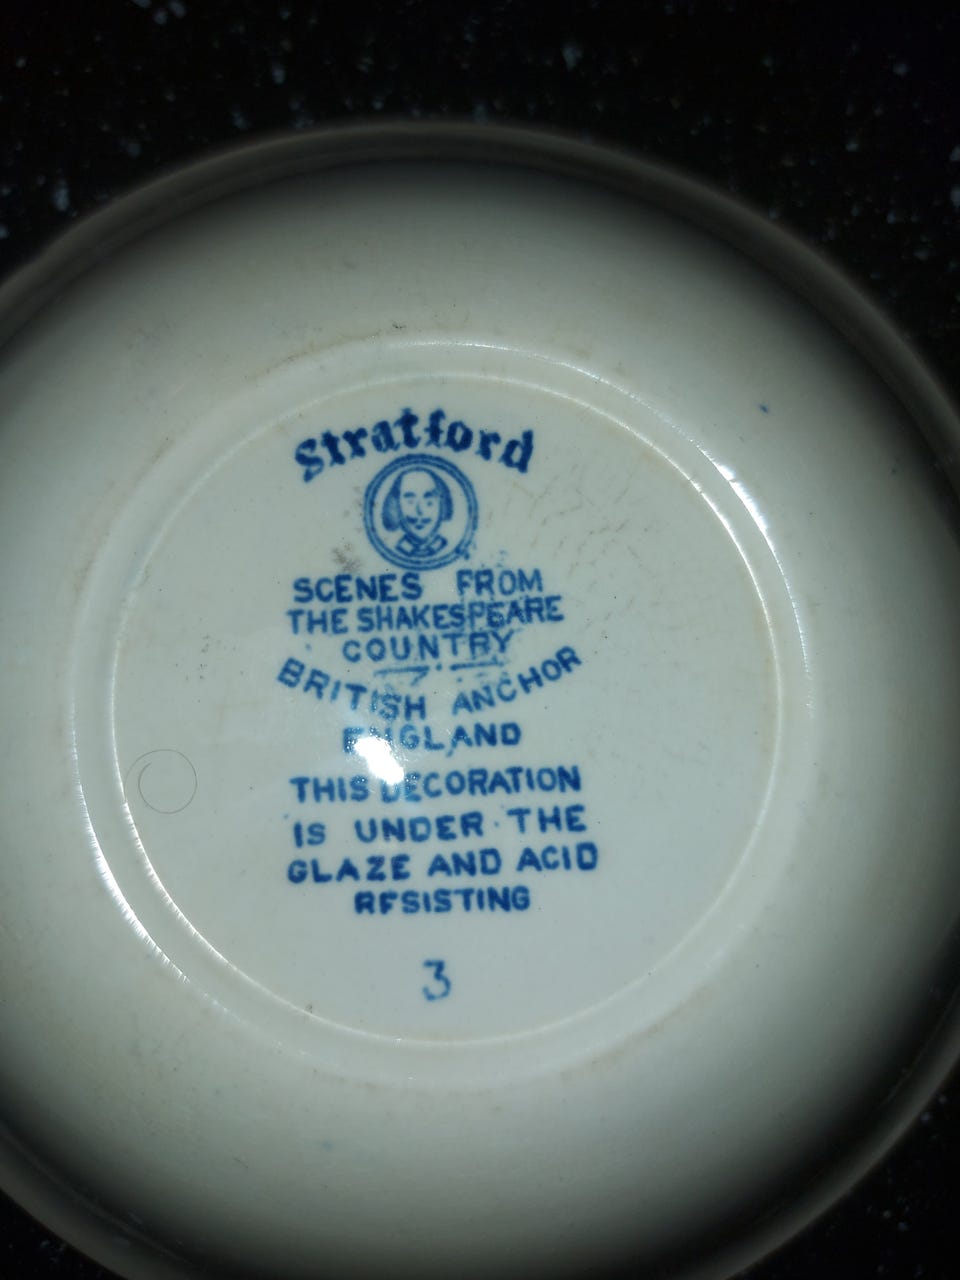 Stratford
SCENES FROM
THE SHAKESPEARE
COUNTRY
BRITISH ANCHOR
ENGLAND
THIS DECORATION
IS UNDER·THE
GLAZE AND ACID
RESISTING
3